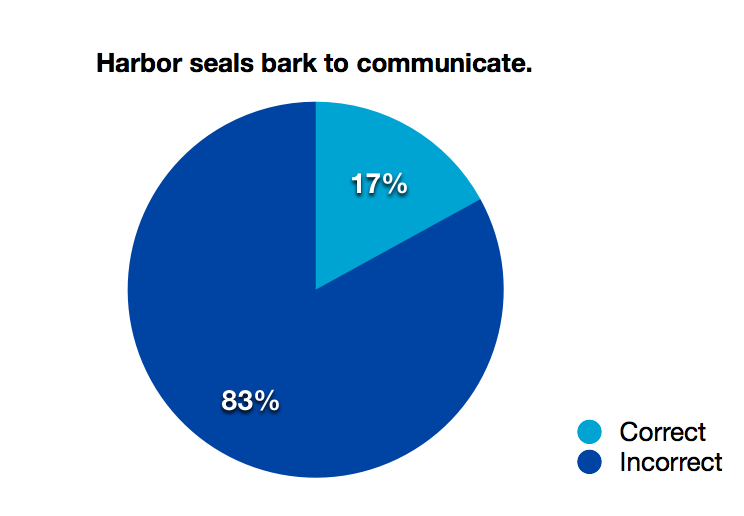 Harbor seals bark to communicate.
17%
83%
Correct
Incorrect